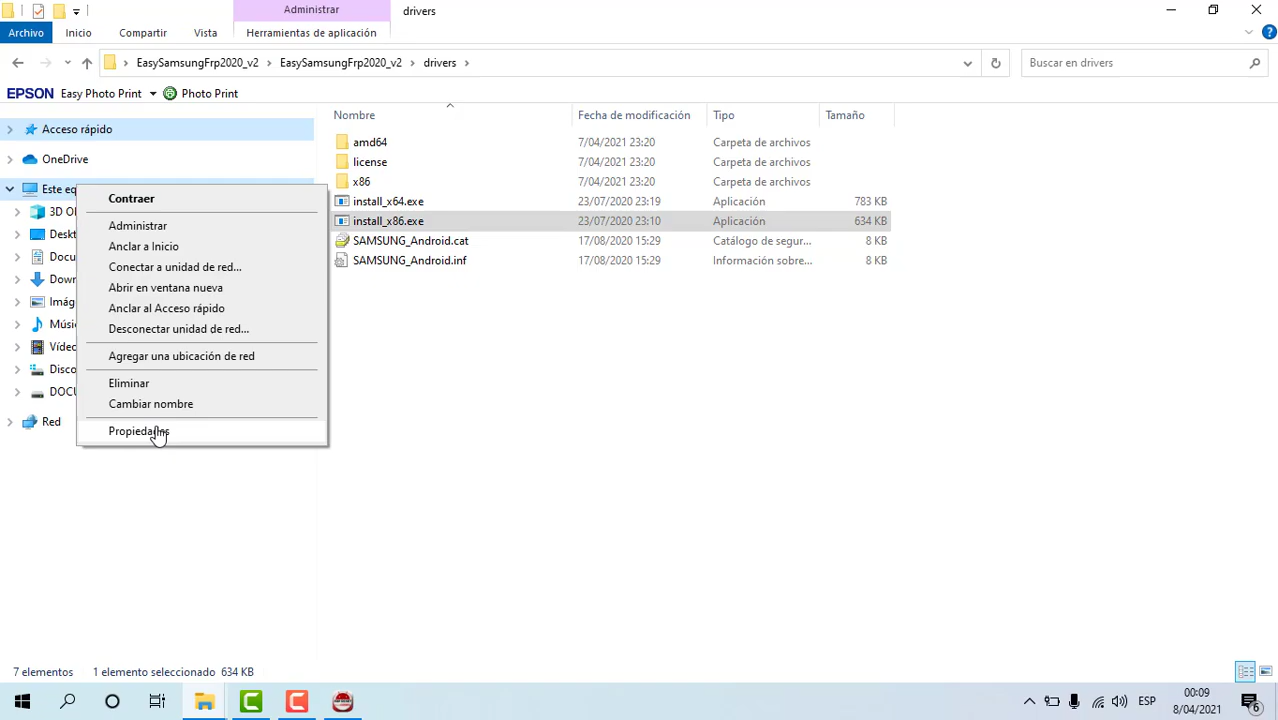 Administrar
drivers
Archivo Inicio Compartir Vista Herramientas de aplicación
EasySamsungFrp2020_v2 EasySamsungFrp2020_v2 drivers
Buscar en drivers
EPSON Easy Photo Print Photo Print
Acceso rápido
OneDrive
Este eq
3D O
Deskt
Docu
Down
Imág
Músic
Vídeo
Disco
DOCU
Red
Contraer
Administrar
Anclar a Inicio
Conectar a unidad de red...
Abrir en ventana nueva
Anclar al Acceso rápido
Desconectar unidad de red...
Agregar una ubicación de red
Eliminar
Cambiar nombre
Propiedades
Nombre Fecha de modificación Tipo Tamaño
amd64 7/04/2021 23:20 Carpeta de archivos
license 7/04/2021 23:20 Carpeta de archivos
x86 7/04/2021 23:20 Carpeta de archivos
install_x64.exe 23/07/2020 23:19 Aplicación 783 KB
install_x86.exe 23/07/2020 23:10 Aplicación 634 KB
SAMSUNG_Android.cat 17/08/2020 15:29 Catálogo de segur... 8 KB
SAMSUNG_Android.inf 17/08/2020 15:29 Información sobre... 8 KB
7 elementos 1 elemento seleccionado 634 KB
ESP
00:09
8/04/2021
6